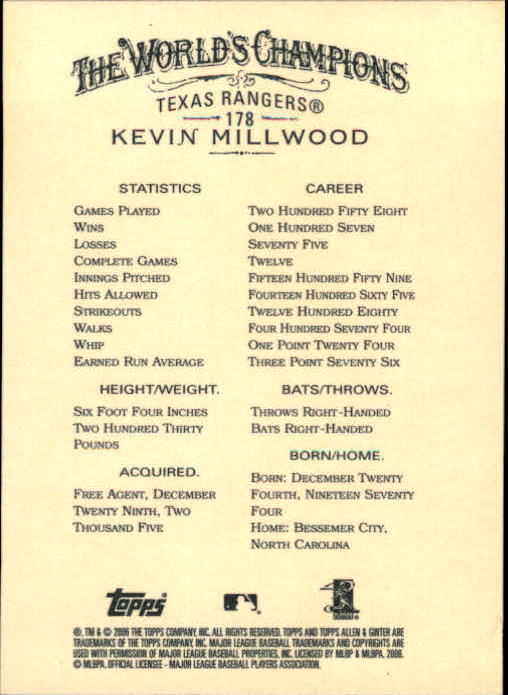 THE WORLD'S CHAMPIONS
TEXAS RANGERS®
178
KEVIN MILLWOOD
STATISTICS CAREER
GAMES PLAYED TWO HUNDRED FIFTY EIGHT
WINS ONE HUNDRED SEVEN
LOSSES SEVENTY FIVE
COMPLETE GAMES TWELVE
INNINGS PITCHED FIFTEEN HUNDRED FIFTY NINE
HITS ALLOWED FOURTEEN HUNDRED SIXTY FIVE
STRIKEOUTS TWELVE HUNDRED EIGHTY
WALKS FOUR HUNDRED SEVENTY FOUR
WHIP ONE POINT TWENTY FOUR
EARNED RUN AVERAGE THREE POINT SEVENTY SIX
HEIGHT/WEIGHT.
SIX FOOT FOUR INCHES
TWO HUNDRED THIRTY
POUNDS
ACQUIRED.
FREE AGENT, DECEMBER
TWENTY NINTH, TWO
THOUSAND FIVE
BATS/THROWS.
THROWS RIGHT-HANDED
BATS RIGHT-HANDED
BORN/HOME.
BORN: DECEMBER TWENTY
FOURTH, NINETEEN SEVENTY
FOUR
HOME: BESSEMER CITY,
NORTH CAROLINA
Topps®
®, TM & © 2006 THE TOPPS COMPANY, INC. ALL RIGHTS RESERVED. TOPPS AND TOPPS ALLEN & GINTER ARE
TRADEMARKS OF THE TOPPS COMPANY, INC. MAJOR LEAGUE BASEBALL TRADEMARKS AND COPYRIGHTS ARE
USED WITH PERMISSION OF MAJOR LEAGUE BASEBALL PROPERTIES, INC. LICENSED BY MLBP & MLBPA, 2006.
© MLBPA. OFFICIAL LICENSEE - MAJOR LEAGUE BASEBALL PLAYERS ASSOCIATION.